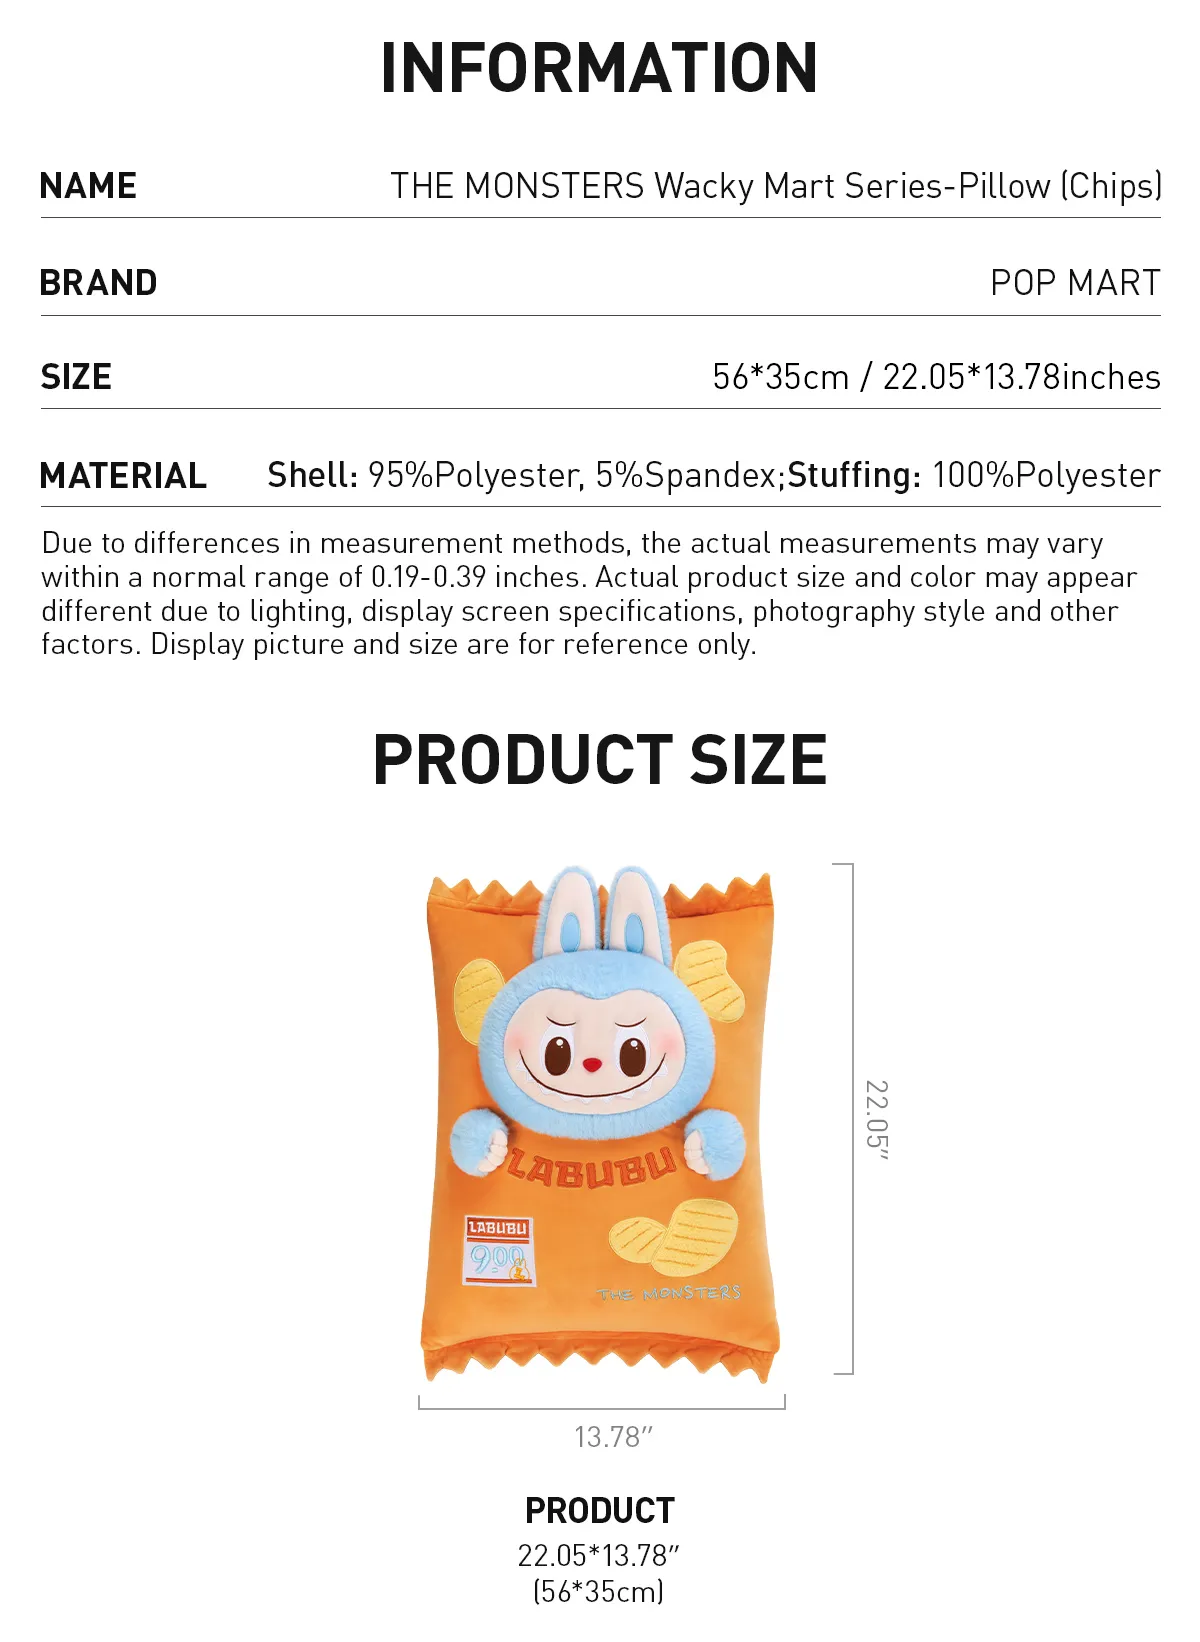 INFORMATION
NAME THE MONSTERS Wacky Mart Series-Pillow (Chips)
BRAND POP MART
SIZE 56*35cm / 22.05*13.78inches
MATERIAL Shell: 95%Polyester, 5%Spandex;Stuffing: 100%Polyester
Due to differences in measurement methods, the actual measurements may vary
within a normal range of 0.19-0.39 inches. Actual product size and color may appear
different due to lighting, display screen specifications, photography style and other
factors. Display picture and size are for reference only.
PRODUCT SIZE
22.05″
LABUBU
LABUBU
900
THE MONSTERS
13.78″
PRODUCT
22.05*13.78″
(56*35cm)